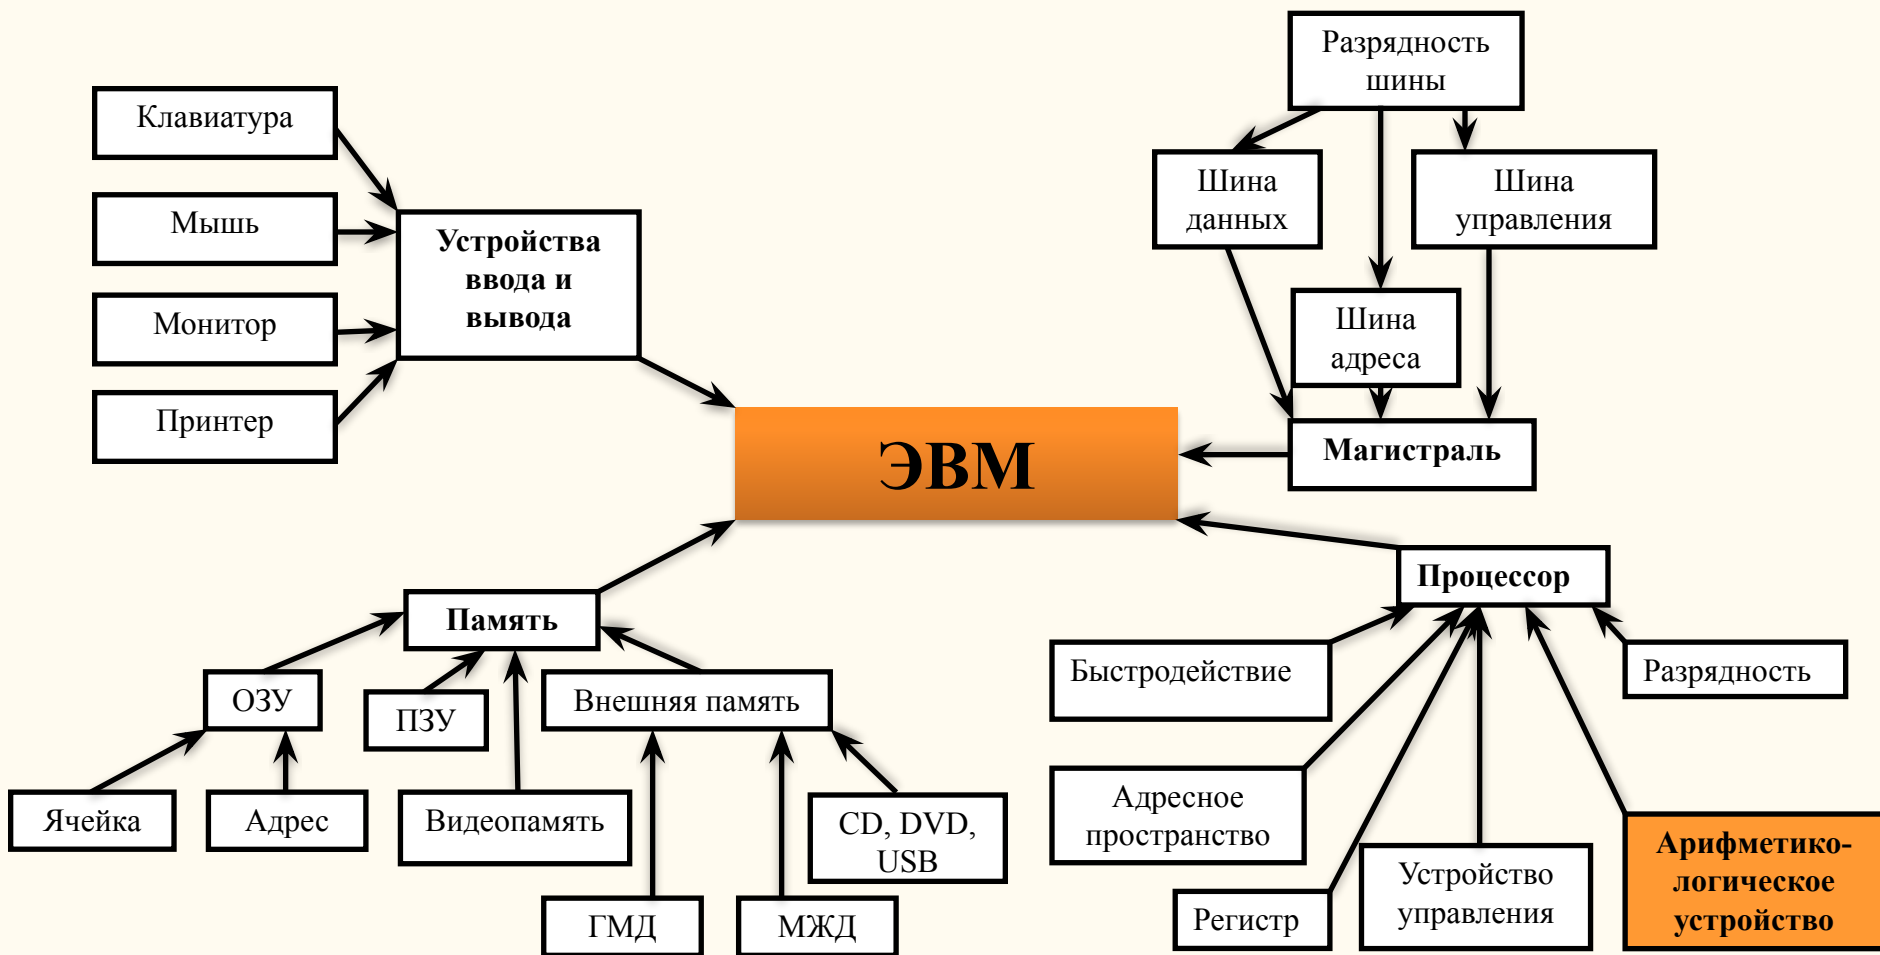 Разрядность
шины
Клавиатура
Шина
данных
Шина
управления
Мышь
Устройства
ввода и
вывода
Монитор
Шина
адреса
Принтер
ЭВМ
Магистраль
Процессор
Память
Быстродействие
Разрядность
ОЗУ
ПЗУ
Внешняя память
Ячейка
Адрес
Видеопамять
CD, DVD,
USB
Адресное
пространство
Арифметико-
логическое
устройство
Устройство
управления
Регистр
ГМД
МЖД